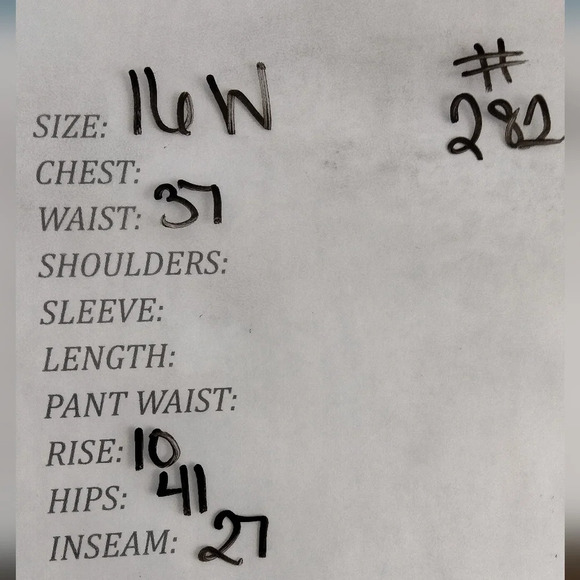 #
282
SIZE: 16W
CHEST:
WAIST: 37
SHOULDERS:
SLEEVE:
LENGTH:
PANT WAIST:
RISE: 10
HIPS: 41
INSEAM: 27